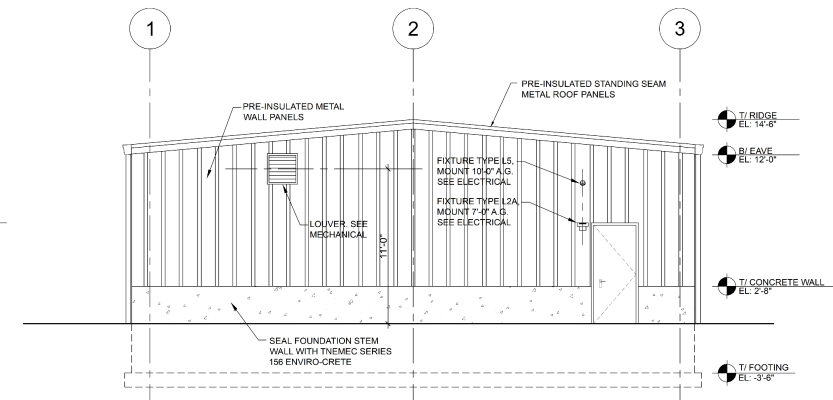 1
2
3
PRE-INSULATED STANDING SEAM
METAL ROOF PANELS
PRE-INSULATED METAL
WALL PANELS
T/ RIDGE
EL: 14'-6"
B/ EAVE
EL: 12'-0"
FIXTURE TYPE L5,
MOUNT 10'-0" A.G.
SEE ELECTRICAL
FIXTURE TYPE L2A,
MOUNT 7'-0" A.G.
SEE ELECTRICAL
LOUVER. SEE
MECHANICAL
11'-0"
T/ CONCRETE WALL
EL: 2'-8"
SEAL FOUNDATION STEM
WALL WITH TNEMEC SERIES
156 ENVIRO-CRETE
T/ FOOTING
EL: -3'-6"